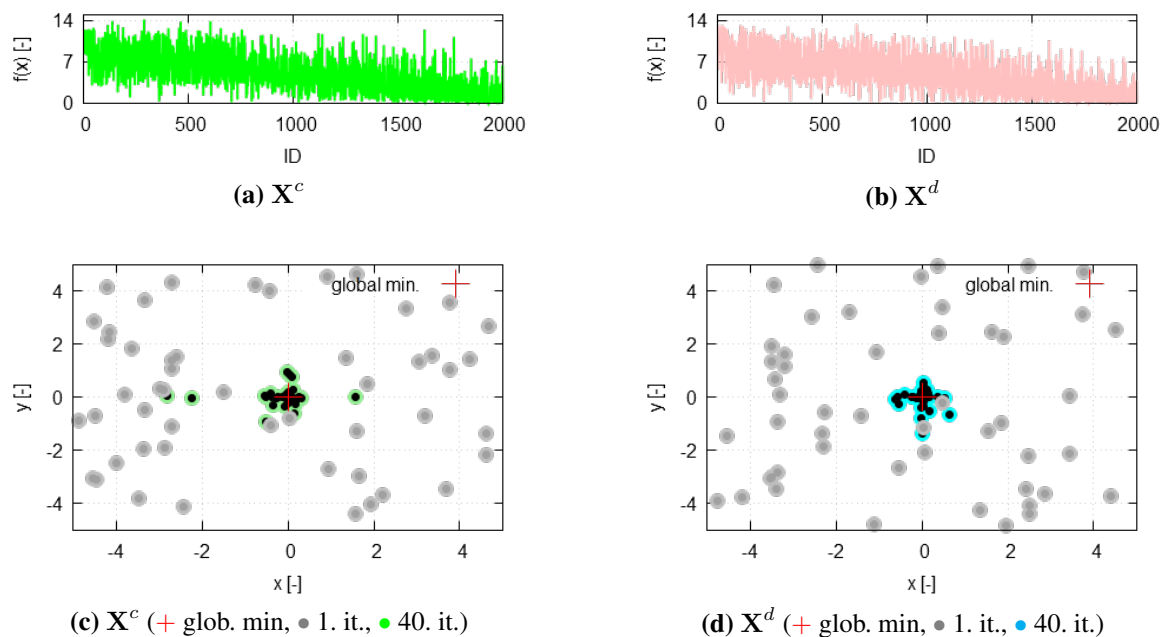 14
7
0
f(x) [-]
0 500 1000 1500 2000
ID
(a) X^c
14
7
0
f(x) [-]
0 500 1000 1500 2000
ID
(b) X^d
global min.
4
2
0
-2
-4
y [-]
-4 -2 0 2 4
x [-]
(c) X^c (+ glob. min, ● 1. it., ● 40. it.)
global min.
4
2
0
-2
-4
y [-]
-4 -2 0 2 4
x [-]
(d) X^d (+ glob. min, ● 1. it., ● 40. it.)